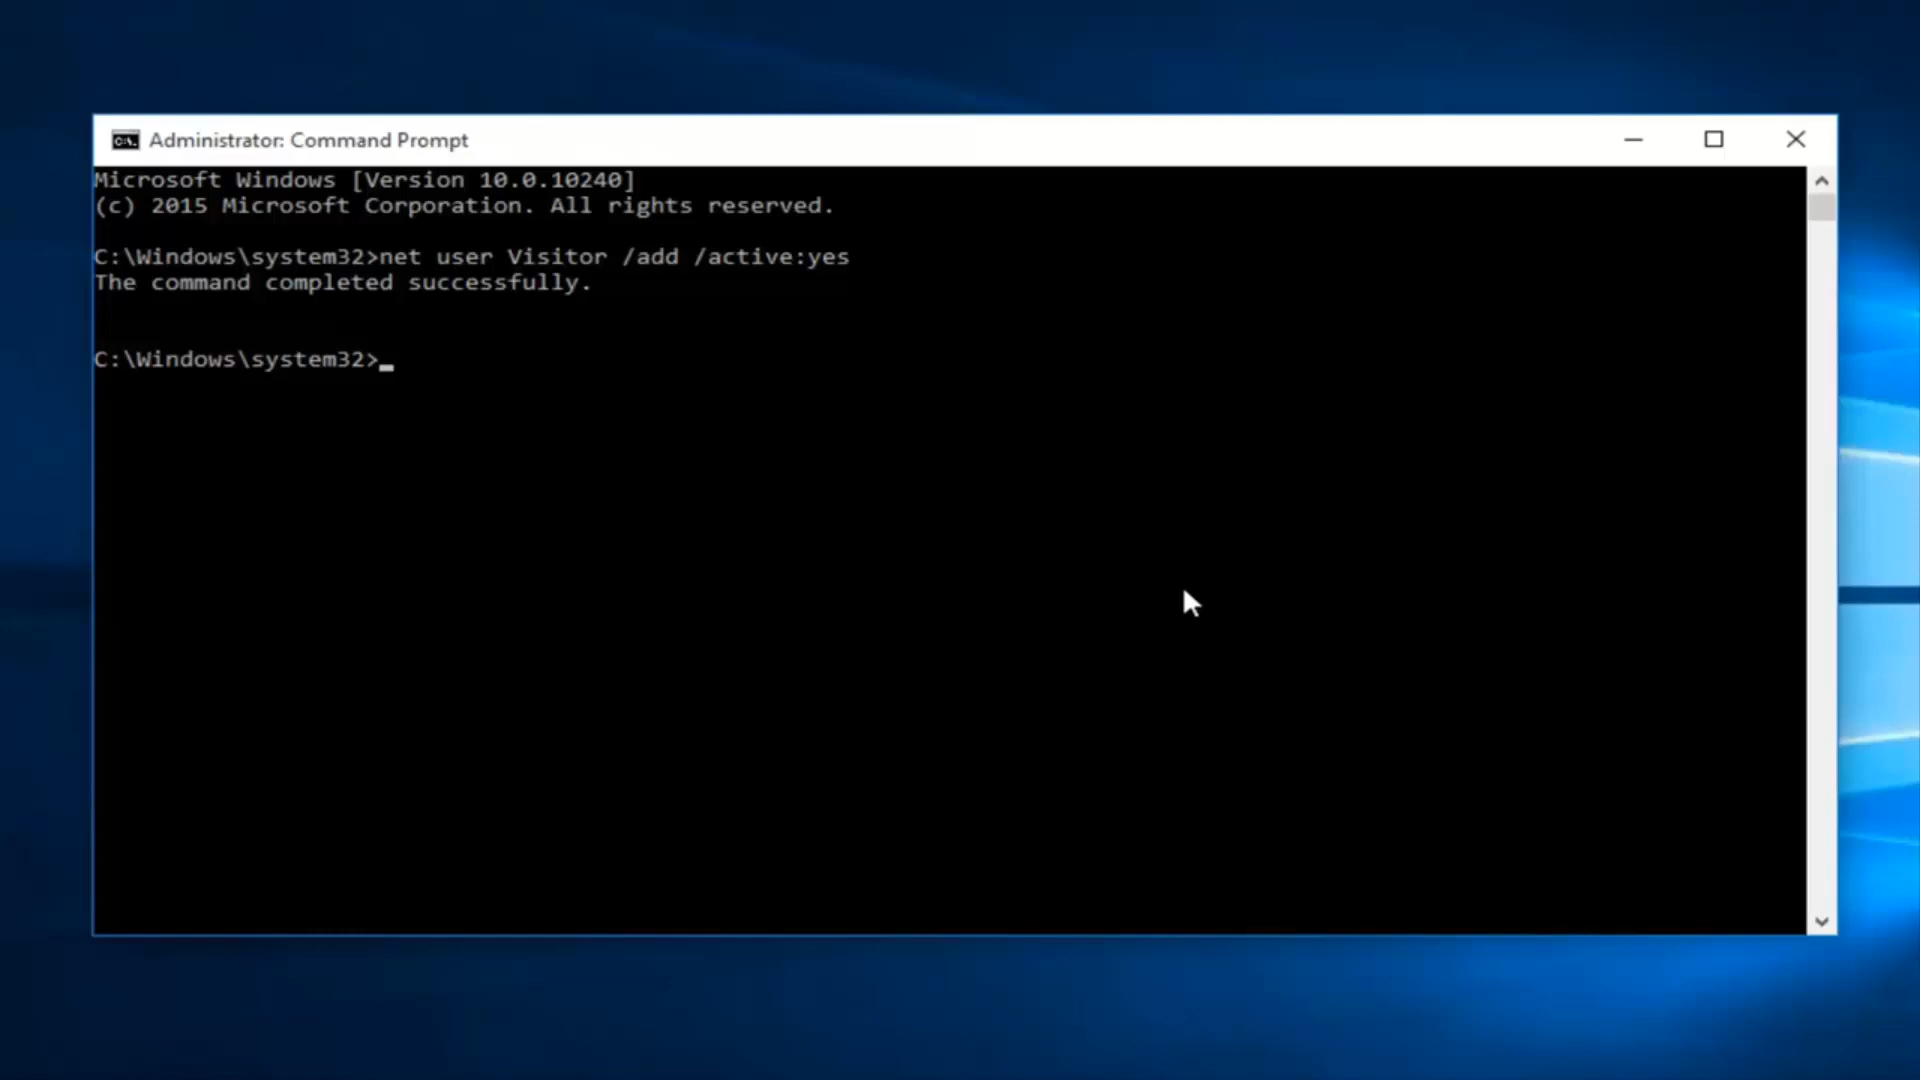 Administrator: Command Prompt
Microsoft Windows [Version 10.0.10240]
(c) 2015 Microsoft Corporation. All rights reserved.
C:\Windows\system32>net user Visitor /add /active:yes
The command completed successfully.
C:\Windows\system32>